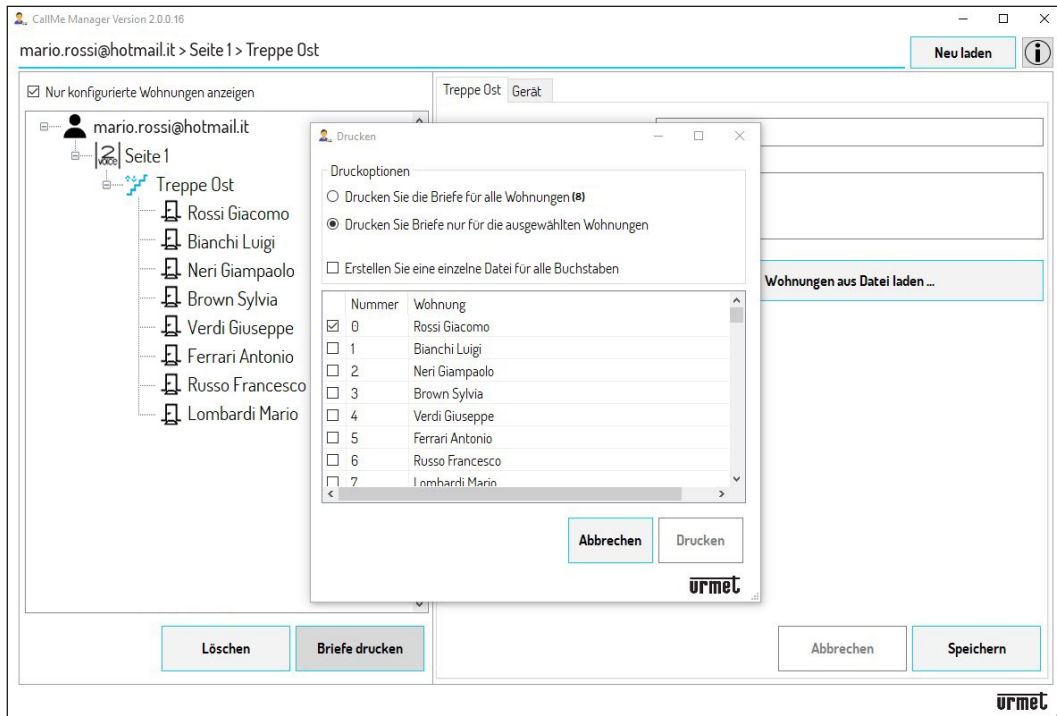 CallMe Manager Version 2.0.0.16
mario.rossi@hotmail.it > Seite 1 > Treppe Ost
Neu laden
Nur konfigurierte Wohnungen anzeigen
mario.rossi@hotmail.it
2 voice Seite 1
Treppe Ost
Rossi Giacomo
Bianchi Luigi
Neri Giampaolo
Brown Sylvia
Verdi Giuseppe
Ferrari Antonio
Russo Francesco
Lombardi Mario
Löschen
Briefe drucken
Treppe Ost Gerät
Wohnungen aus Datei laden ...
Abbrechen
Speichern
Drucken
Druckoptionen
Drucken Sie die Briefe für alle Wohnungen (8)
Drucken Sie Briefe nur für die ausgewählten Wohnungen
Erstellen Sie eine einzelne Datei für alle Buchstaben
Nummer Wohnung
0 Rossi Giacomo
1 Bianchi Luigi
2 Neri Giampaolo
3 Brown Sylvia
4 Verdi Giuseppe
5 Ferrari Antonio
6 Russo Francesco
7 Lombardi Mario
Abbrechen
Drucken
urmet
urmet